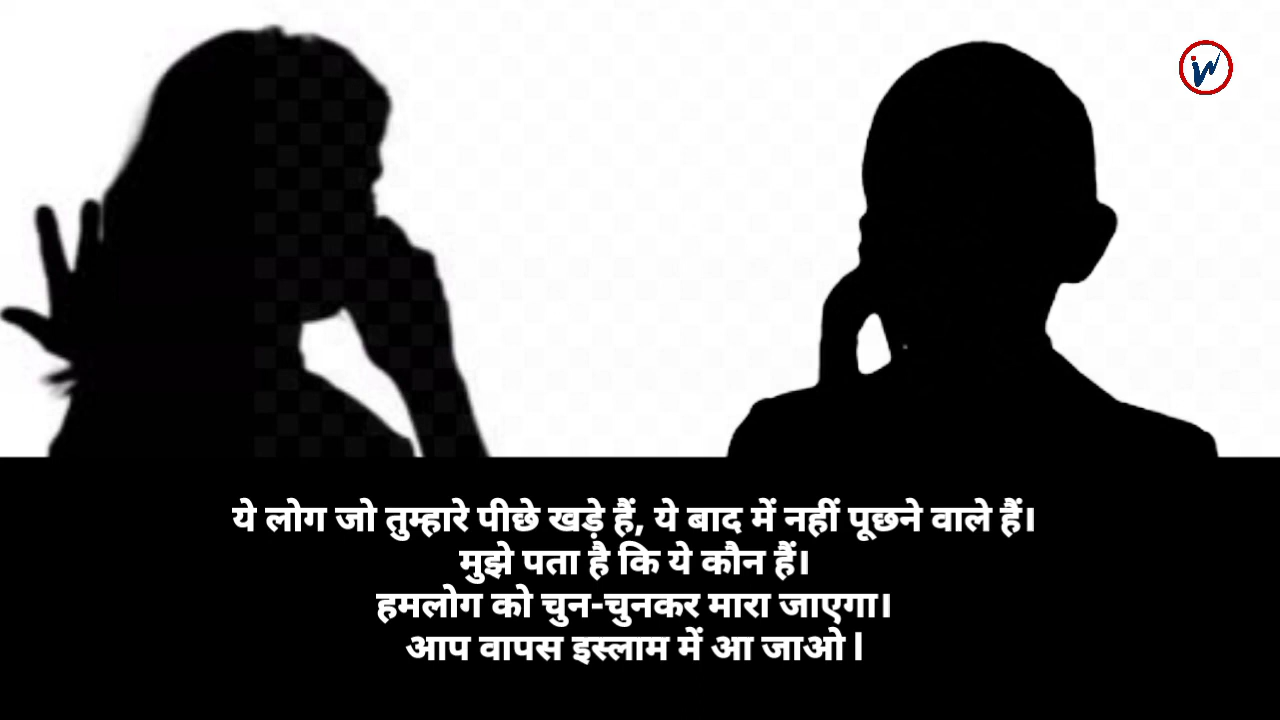 ये लोग जो तुम्हारे पीछे खड़े हैं, ये बाद में नहीं पूछने वाले हैं।
मुझे पता है कि ये कौन हैं।
हमलोग को चुन-चुनकर मारा जाएगा।
आप वापस इस्लाम में आ जाओ।